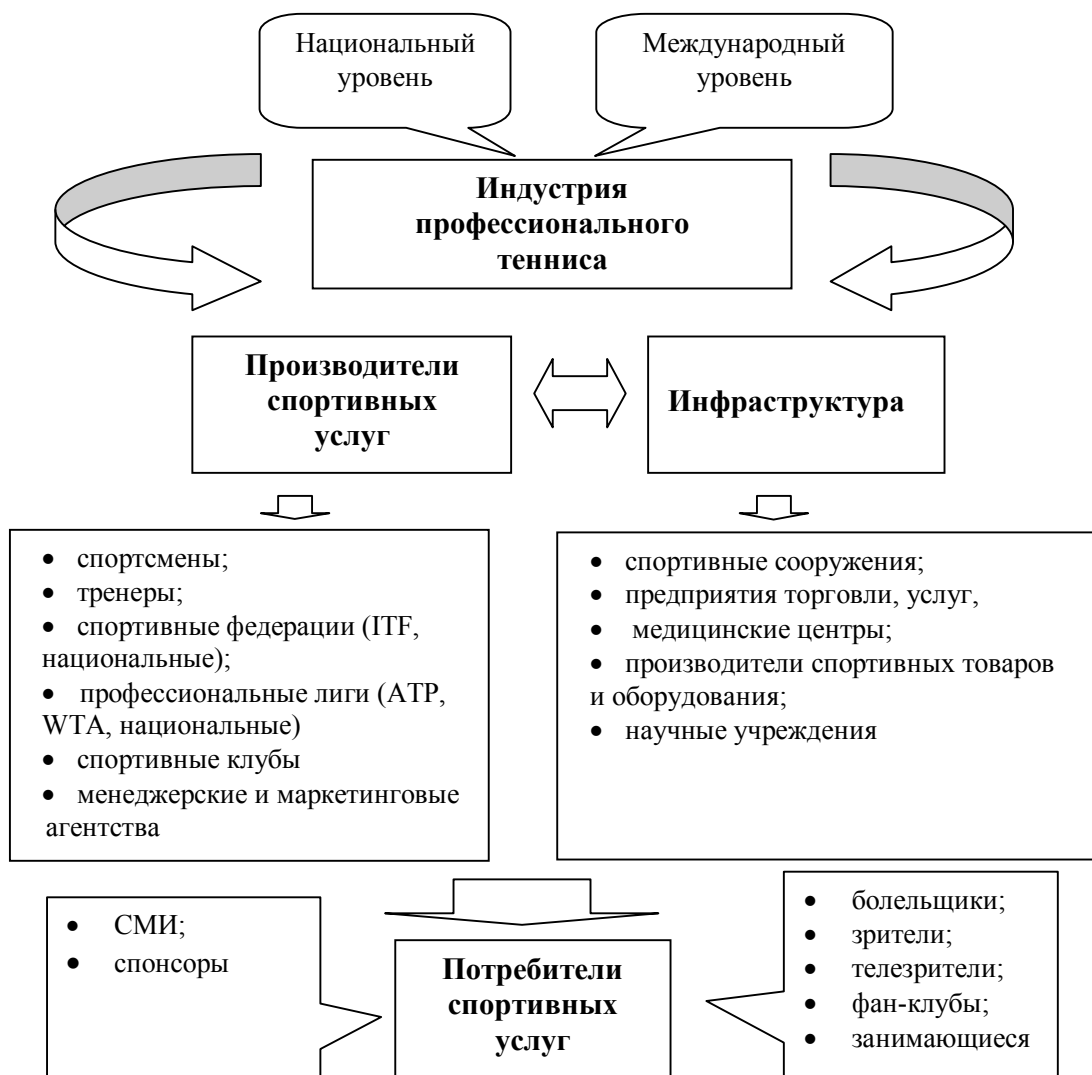 Национальный
уровень
Международный
уровень
Индустрия
профессионального
тенниса
Производители
спортивных
услуг
Инфраструктура
• спортсмены;
• тренеры;
• спортивные федерации (ITF,
национальные);
• профессиональные лиги (ATP,
WTA, национальные)
• спортивные клубы
• менеджерские и маркетинговые
агентства
• спортивные сооружения;
• предприятия торговли, услуг,
• медицинские центры;
• производители спортивных товаров
и оборудования;
• научные учреждения
• СМИ;
• спонсоры
Потребители
спортивных
услуг
• болельщики;
• зрители;
• телезрители;
• фан-клубы;
• занимающиеся